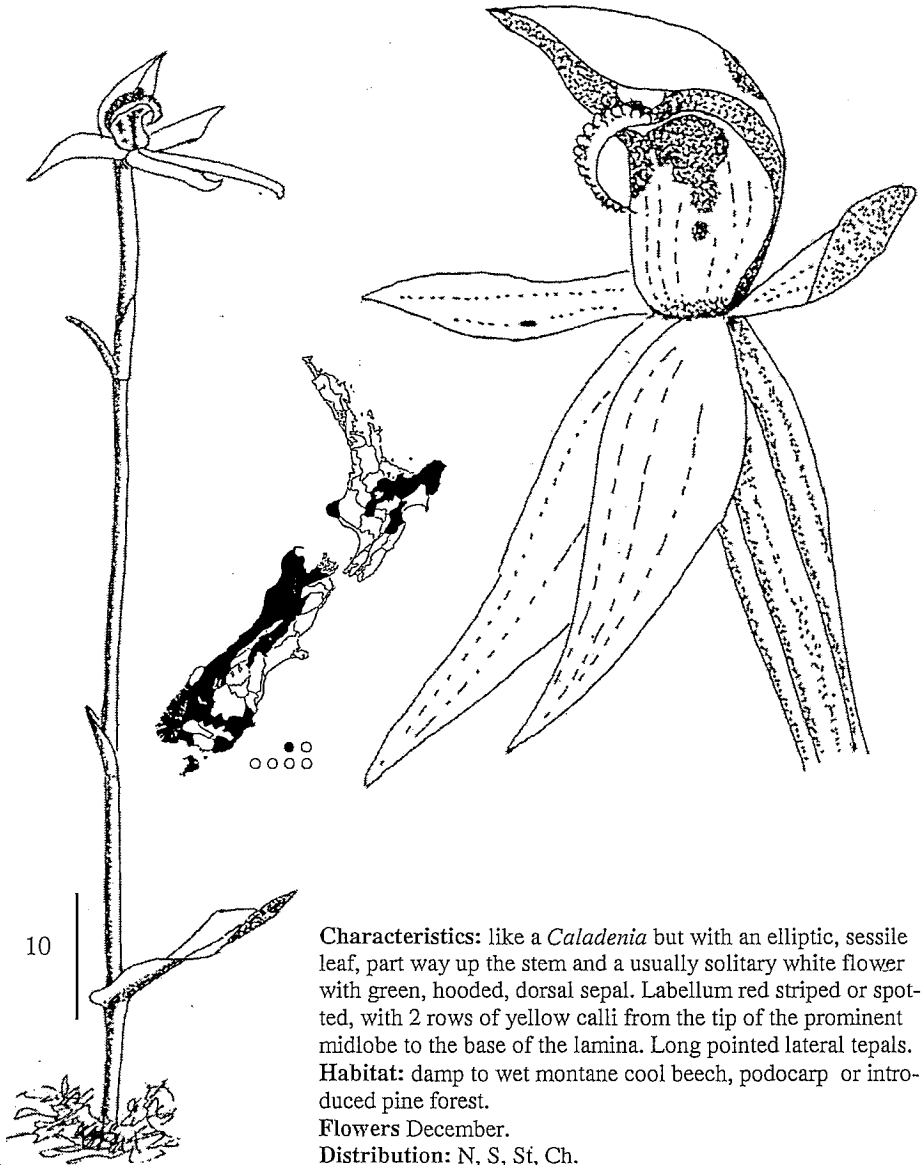 10
Characteristics: like a Caladenia but with an elliptic, sessile
leaf, part way up the stem and a usually solitary white flower
with green, hooded, dorsal sepal. Labellum red striped or spot-
ted, with 2 rows of yellow calli from the tip of the prominent
midlobe to the base of the lamina. Long pointed lateral tepals.
Habitat: damp to wet montane cool beech, podocarp or intro-
duced pine forest.
Flowers December.
Distribution: N, S, St, Ch.